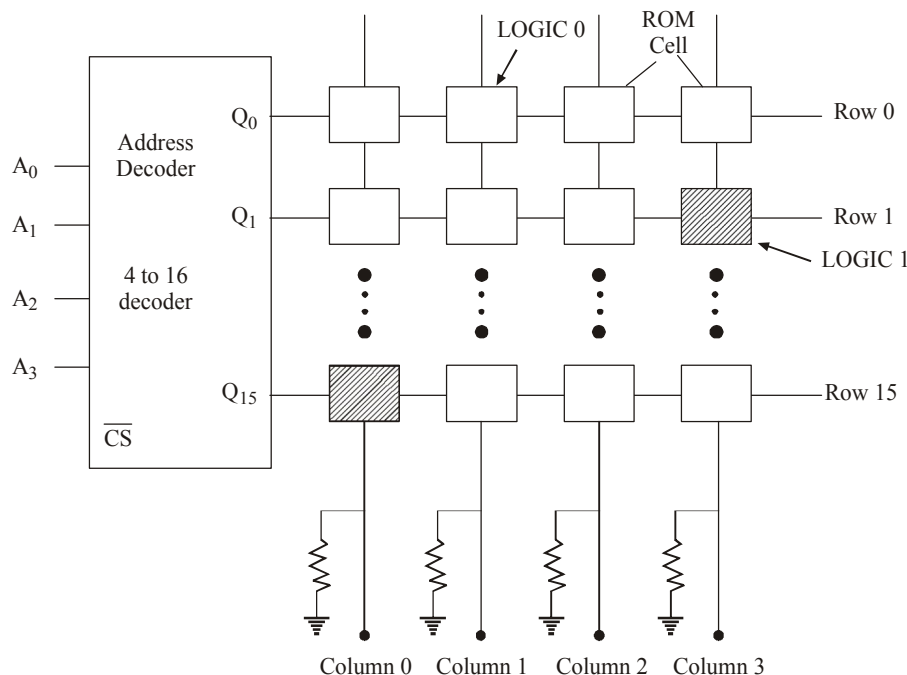 LOGIC 0
ROM
Cell
Q0
Row 0
Address
Decoder
A0
A1
Q1
Row 1
LOGIC 1
4 to 16
decoder
A2
A3
Q15
Row 15
CS
Column 0
Column 1
Column 2
Column 3